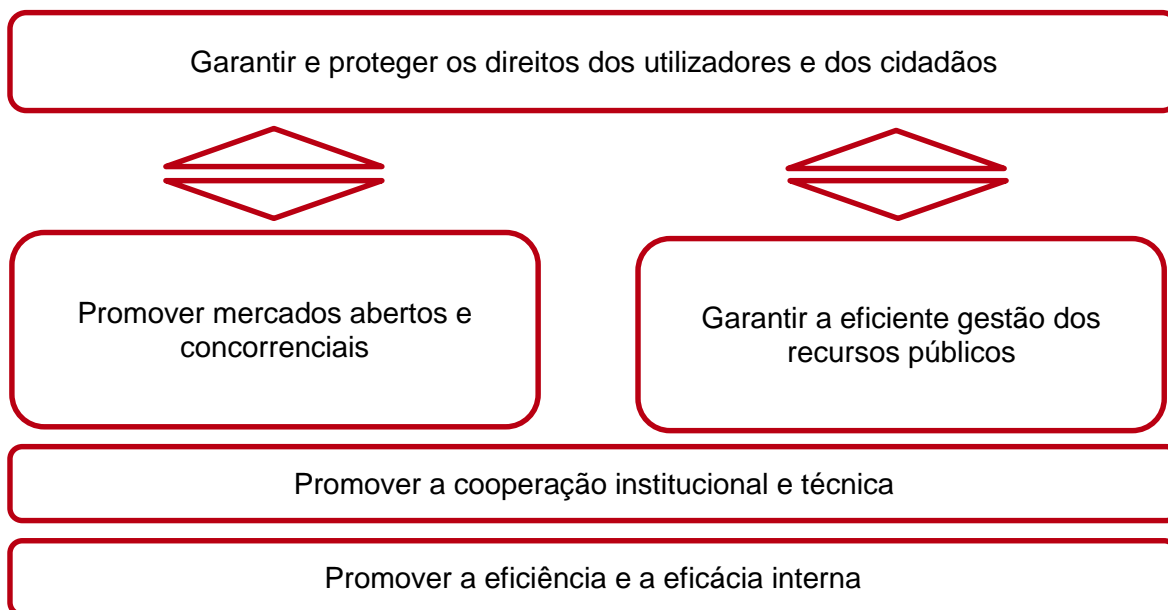 Garantir e proteger os direitos dos utilizadores e dos cidadãos
Promover mercados abertos e
concorrenciais
Garantir a eficiente gestão dos
recursos públicos
Promover a cooperação institucional e técnica
Promover a eficiência e a eficácia interna